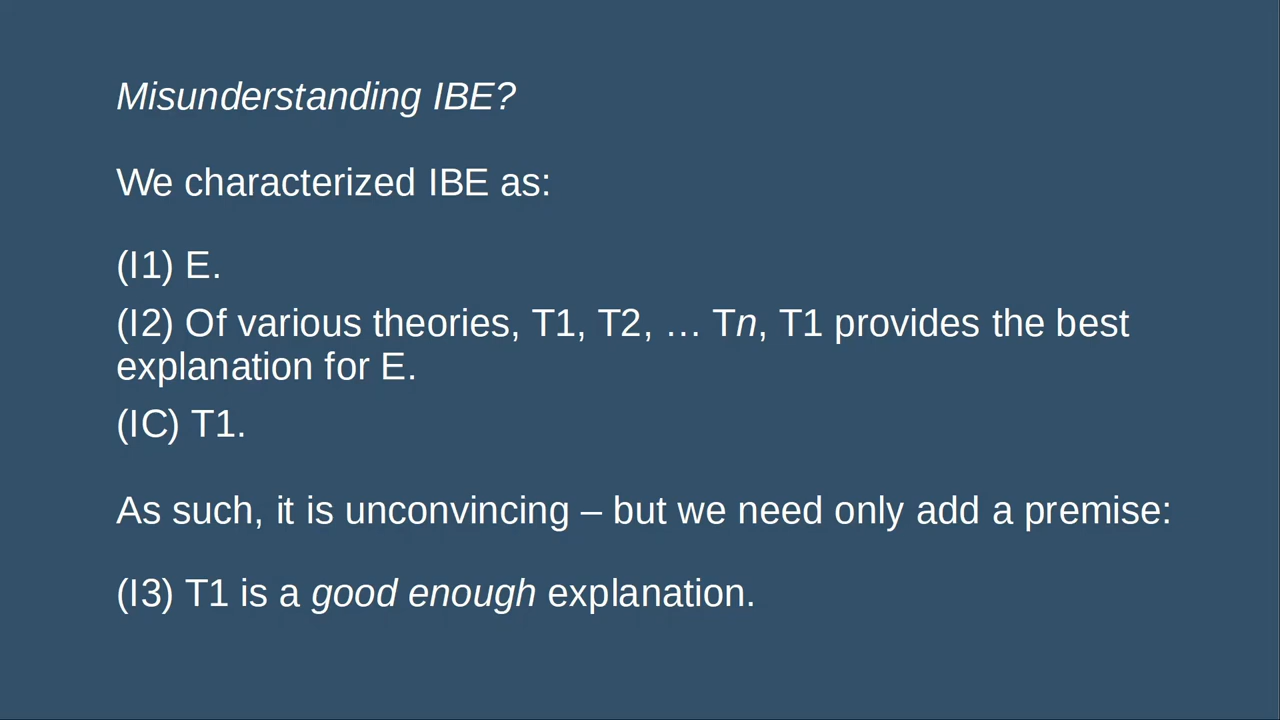 Misunderstanding IBE?
We characterized IBE as:
(I1) E.
(I2) Of various theories, T1, T2, … Tn, T1 provides the best
explanation for E.
(IC) T1.
As such, it is unconvincing – but we need only add a premise:
(I3) T1 is a good enough explanation.